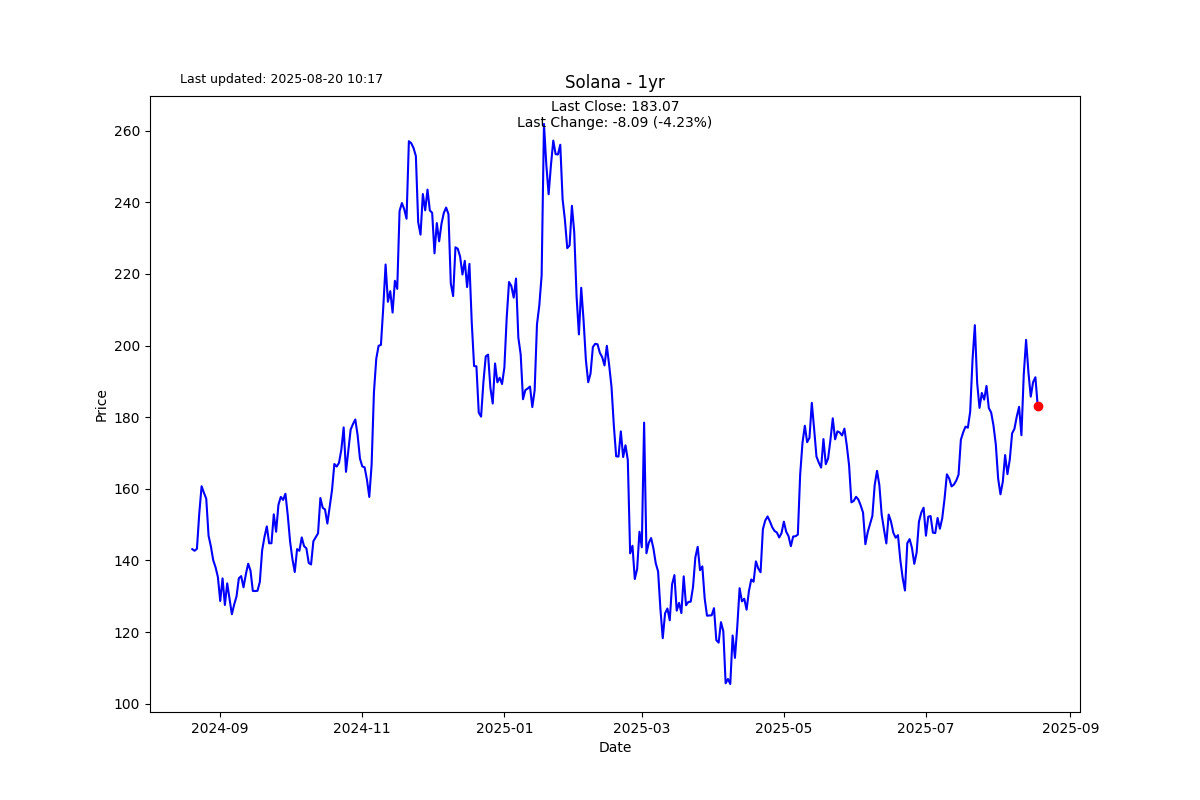 Last updated: 2025-08-20 10:17
Solana - 1yr
Last Close: 183.07
Last Change: -8.09 (-4.23%)
260
240
220
200
180
160
140
120
100
Price
2024-09
2024-11
2025-01
2025-03
2025-05
2025-07
2025-09
Date